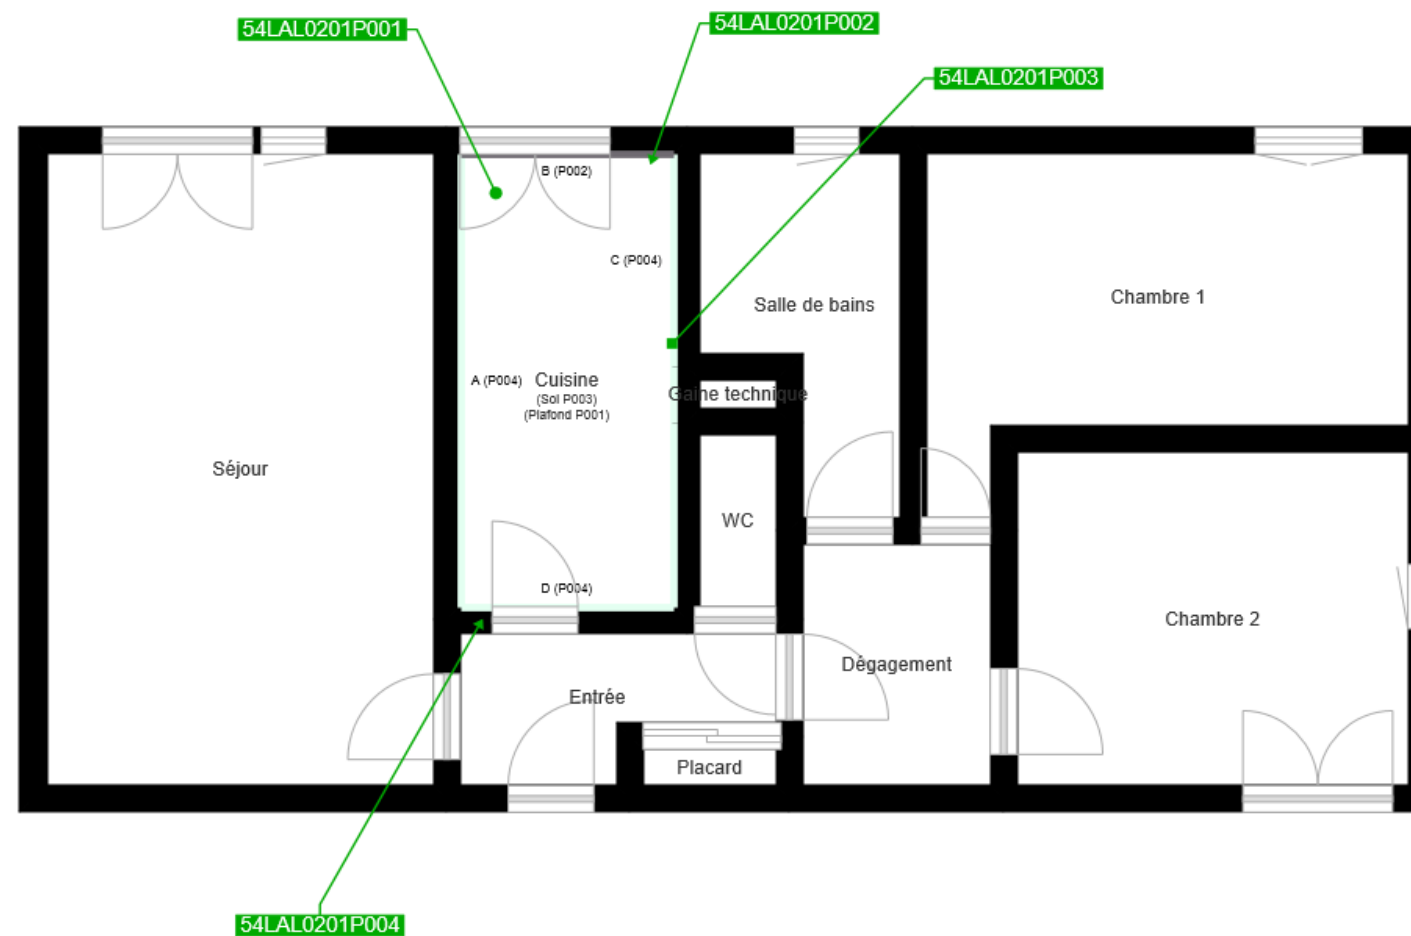 54LAL0201P001
54LAL0201P002
54LAL0201P003
B (P002)
C (P004)
Salle de bains
Chambre 1
A (P004)
Cuisine
(Sol P003)
(Plafond P001)
Gaine technique
Séjour
WC
D (P004)
Chambre 2
Dégagement
Entrée
Placard
54LAL0201P004